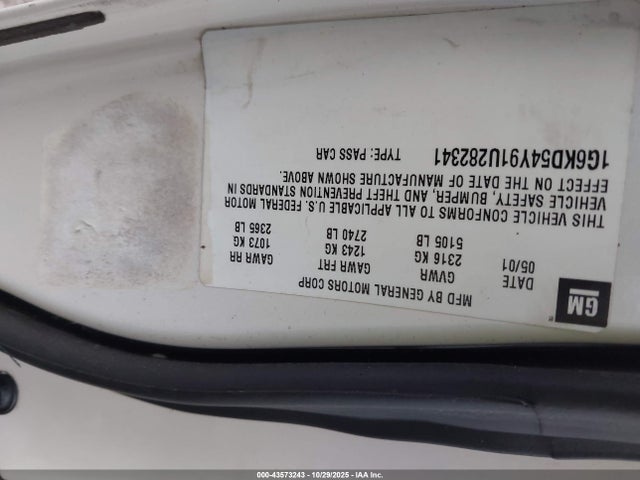 GM
MFD BY GENERAL MOTORS CORP
DATE GVWR GAWR FRT GAWR RR
05/01 2316 KG 1243 KG 1073 KG
5105 LB 2740 LB 2365 LB
THIS VEHICLE CONFORMS TO ALL APPLICABLE U.S. FEDERAL MOTOR
VEHICLE SAFETY, BUMPER, AND THEFT PREVENTION STANDARDS IN
EFFECT ON THE DATE OF MANUFACTURE SHOWN ABOVE.
1G6KD54Y91U282341 TYPE: PASS CAR
000-43573243 - 10/29/2025 - IAA Inc.